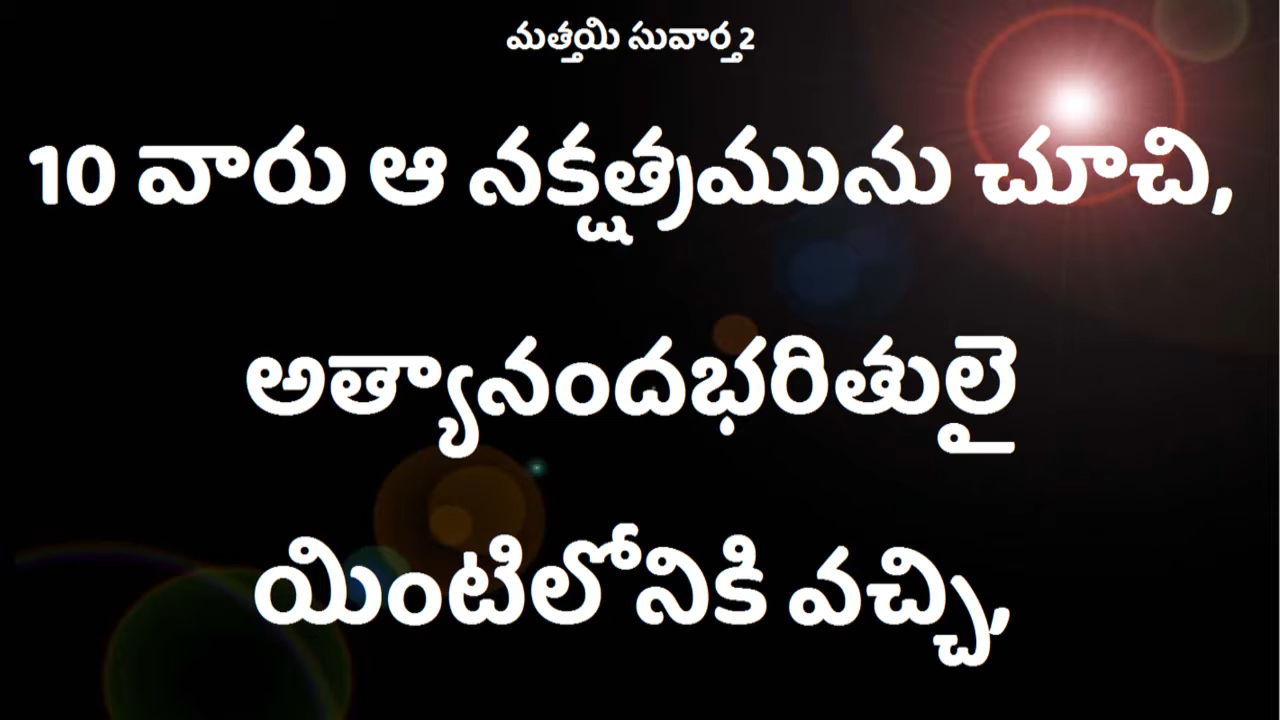 మత్తయి సువార్త 2
10 వారు ఆ నక్షత్రమును చూచి,
అత్యానందభరితులై
యింటిలోనికి వచ్చి,